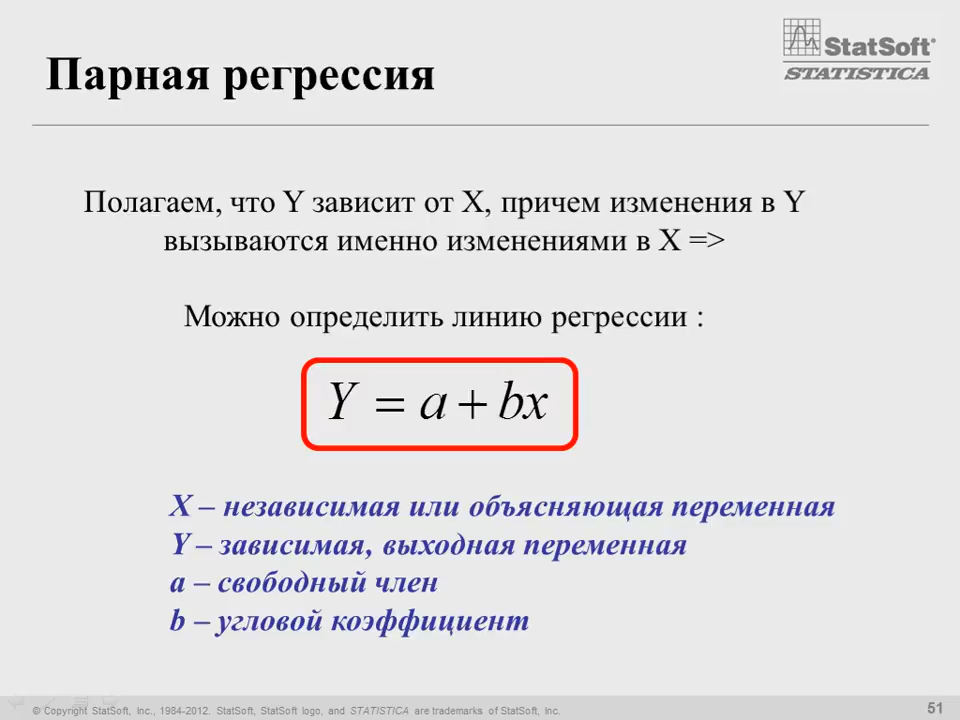 StatSoft
STATISTICA
Парная регрессия
Полагаем, что Y зависит от X, причем изменения в Y
вызываются именно изменениями в X =>
Можно определить линию регрессии :
Y = a + bx
X – независимая или объясняющая переменная
Y – зависимая, выходная переменная
a – свободный член
b – угловой коэффициент
© Copyright StatSoft, Inc., 1984-2012. StatSoft, StatSoft logo, and STATISTICA are trademarks of StatSoft, Inc.
51